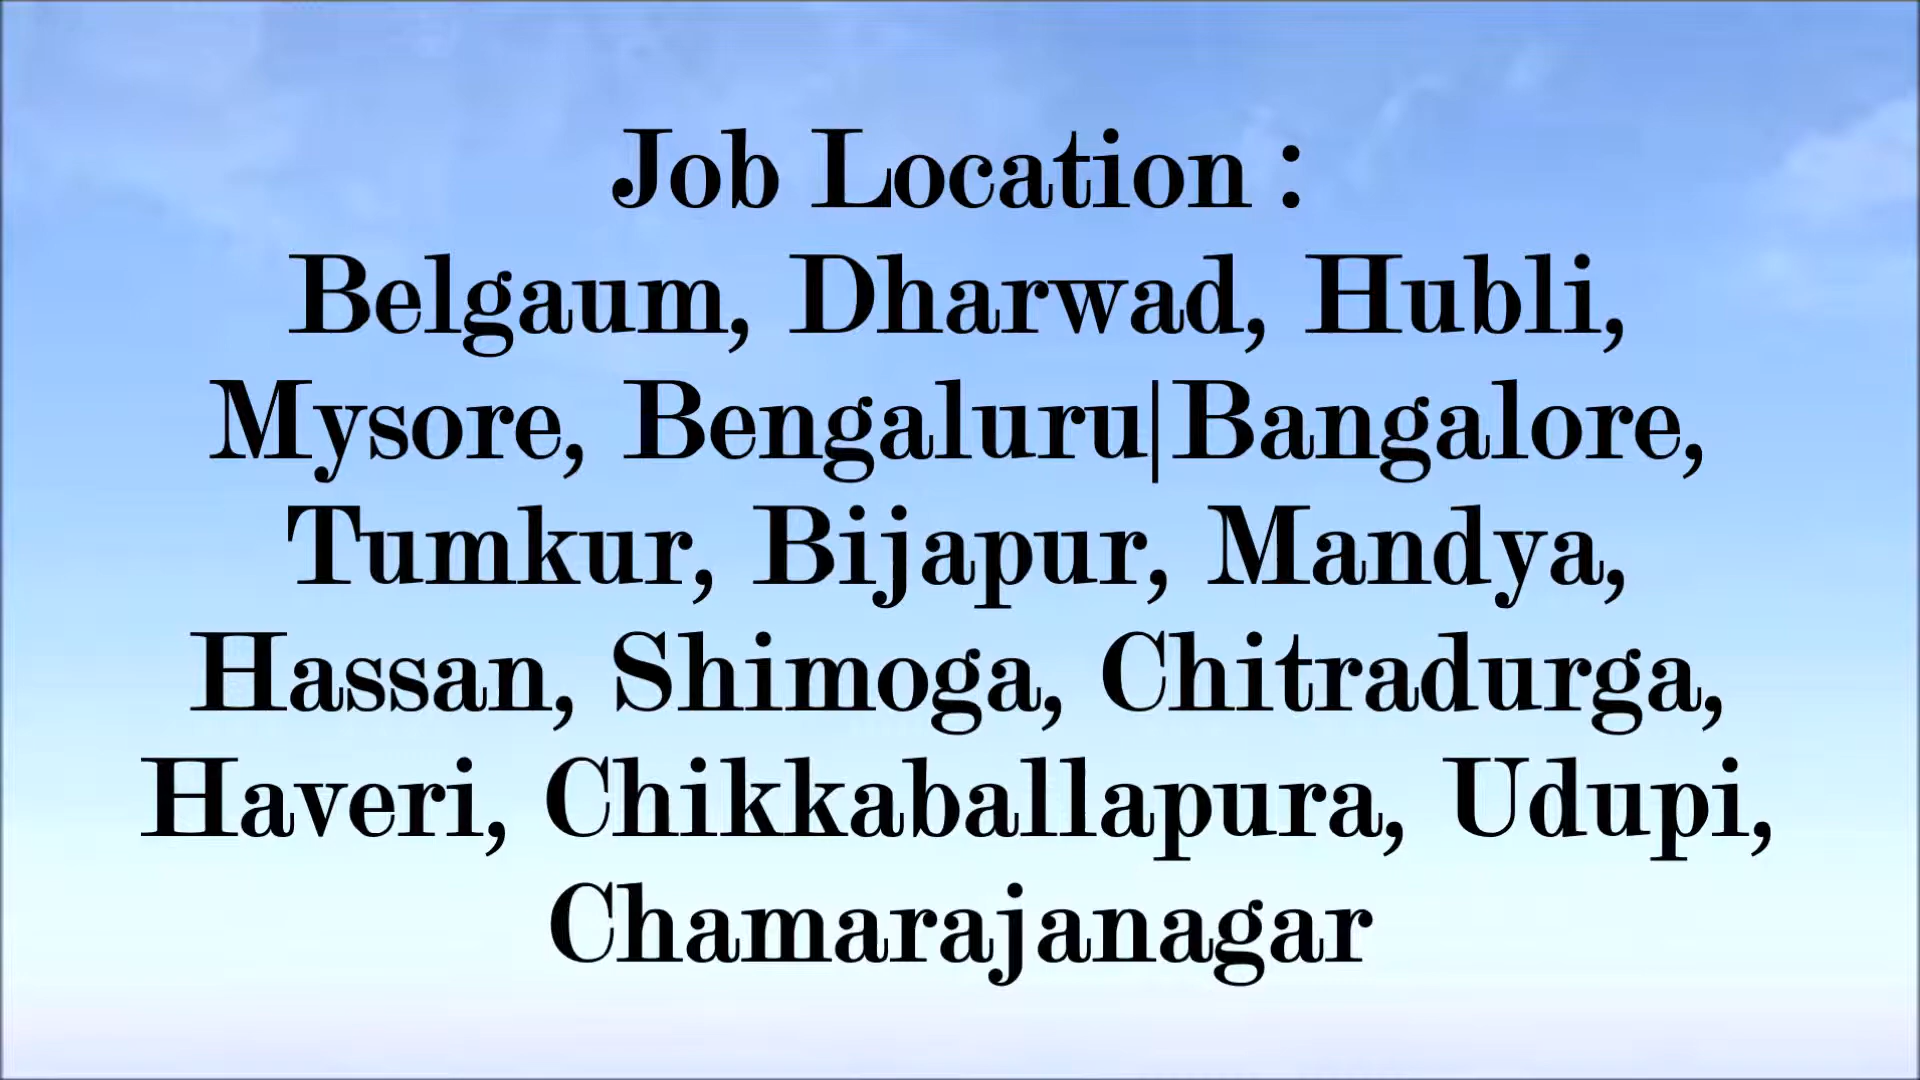 Job Location :
Belgaum, Dharwad, Hubli,
Mysore, Bengaluru|Bangalore,
Tumkur, Bijapur, Mandya,
Hassan, Shimoga, Chitradurga,
Haveri, Chikkaballapura, Udupi,
Chamarajanagar